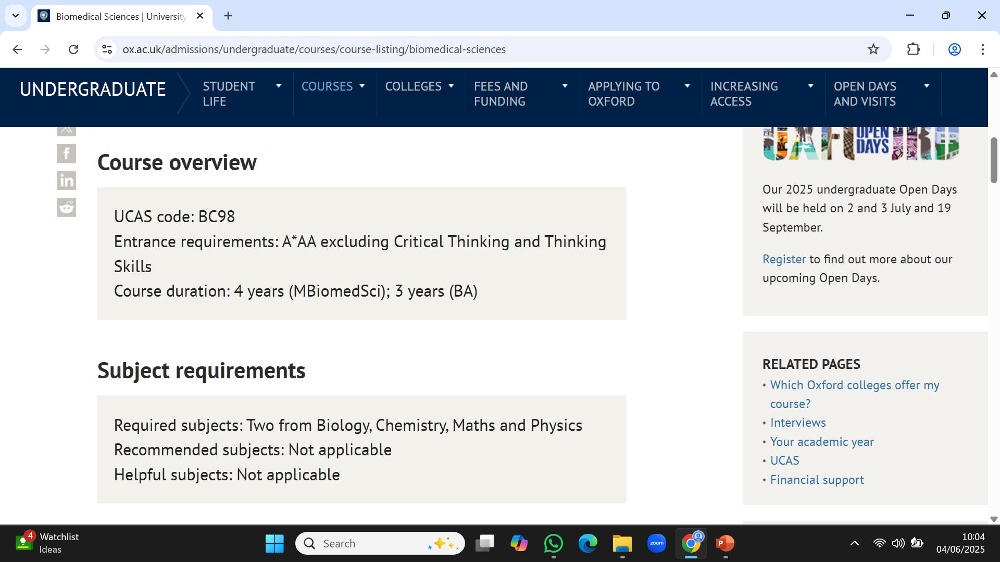 Biomedical Sciences | University
ox.ac.uk/admissions/undergraduate/courses/course-listing/biomedical-sciences
UNDERGRADUATE
STUDENT
LIFE
COURSES
COLLEGES
FEES AND
FUNDING
APPLYING TO
OXFORD
INCREASING
ACCESS
OPEN DAYS
AND VISITS
f
in
Course overview
UCAS code: BC98
Entrance requirements: A*AA excluding Critical Thinking and Thinking
Skills
Course duration: 4 years (MBiomedSci); 3 years (BA)
Subject requirements
Required subjects: Two from Biology, Chemistry, Maths and Physics
Recommended subjects: Not applicable
Helpful subjects: Not applicable
OXFORD
OPEN
DAYS
Our 2025 undergraduate Open Days
will be held on 2 and 3 July and 19
September.
Register to find out more about our
upcoming Open Days.
RELATED PAGES
• Which Oxford colleges offer my
course?
• Interviews
• Your academic year
• UCAS
• Financial support
4
Watchlist
Ideas
Search
zoom
P
10:04
04/06/2025